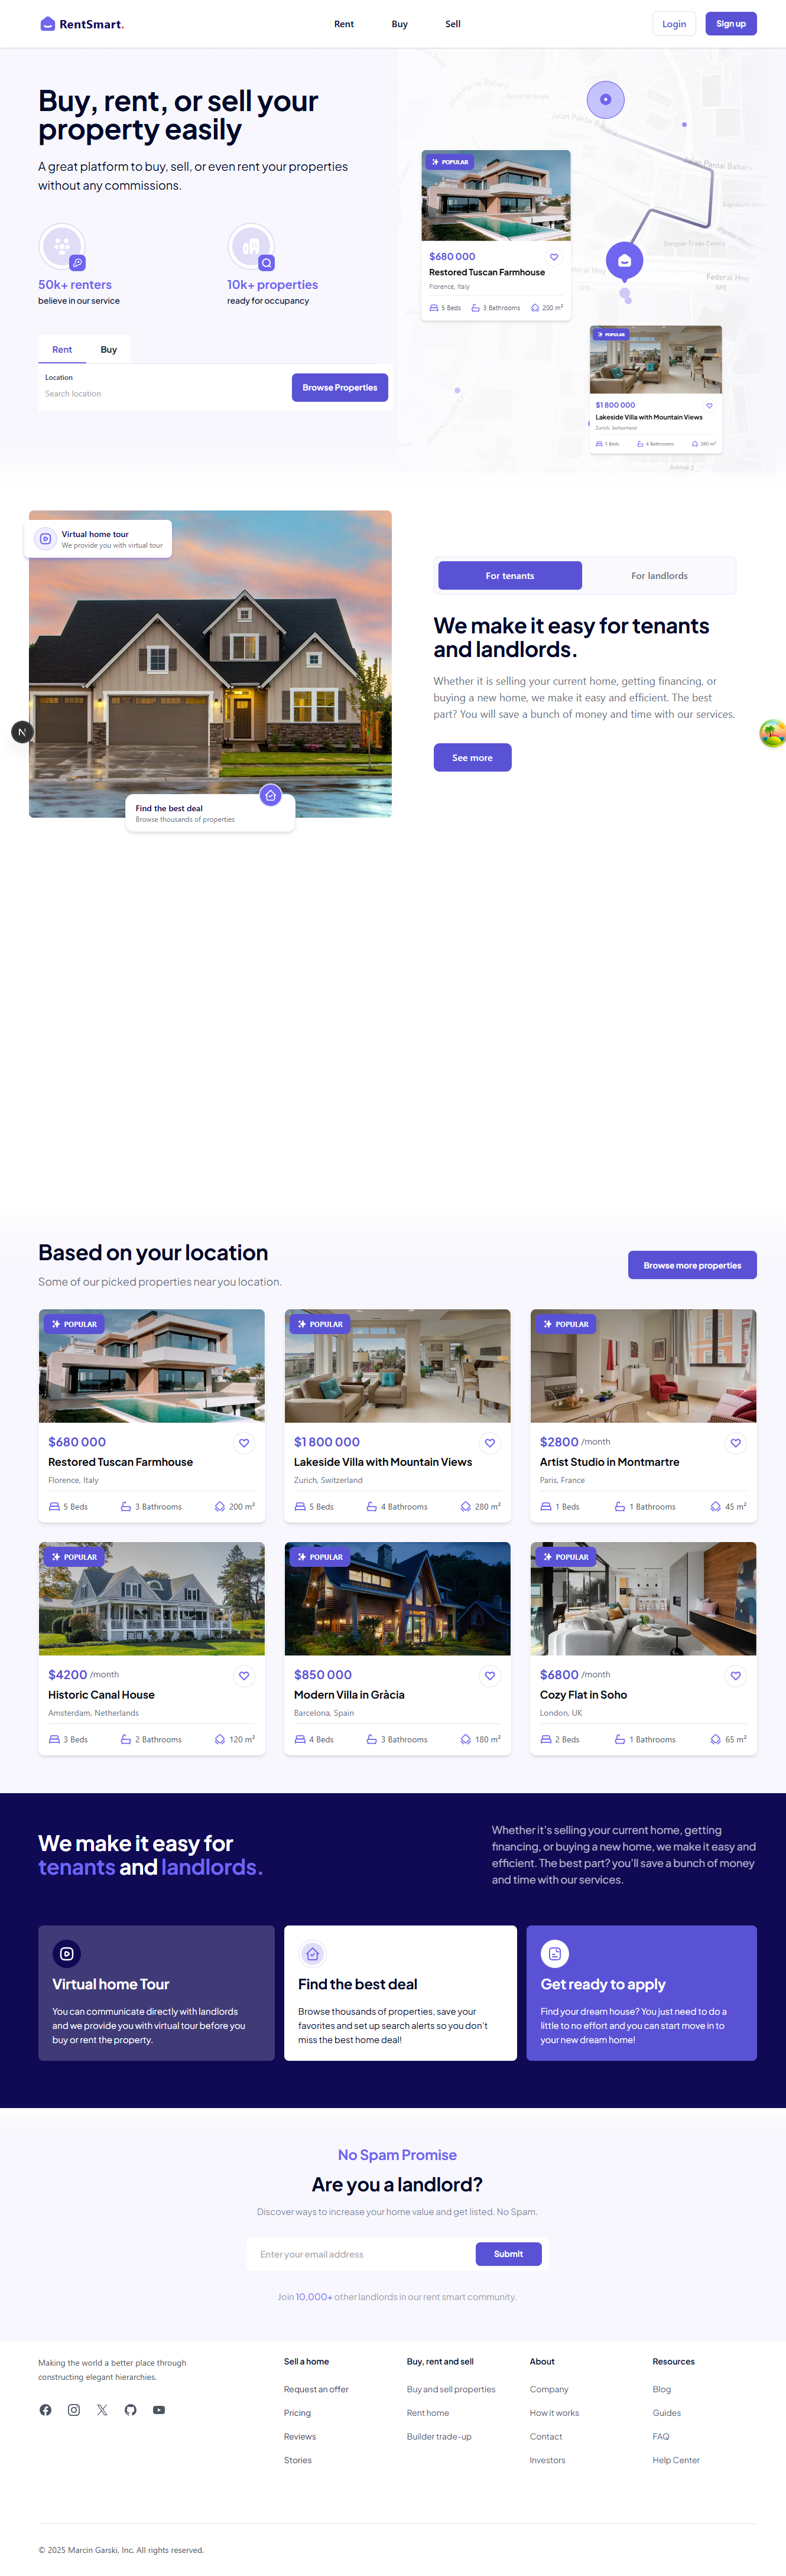 RentSmart.
Rent
Buy
Sell
Login
Sign up
Buy, rent, or sell your
property easily
A great platform to buy, sell, or even rent your properties
without any commissions.
50k+ renters
believe in our service
10k+ properties
ready for occupancy
Rent
Buy
Location
Search location
Browse Properties
Jalan Pantai Baharu
Jalan Pantai Baharu
Jalan Pantai Baharu
Bangsar Trade Centre
Federal Hwy
Federal Hwy
SPE
SPE
POPULAR
$680 000
Restored Tuscan Farmhouse
Florence, Italy
5 Beds
3 Bathrooms
200 m²
POPULAR
$1 800 000
Lakeside Villa with Mountain Views
Zurich, Switzerland
5 Beds
4 Bathrooms
280 m²
Virtual home tour
We provide you with virtual tour
Find the best deal
Browse thousands of properties
N
For tenants
For landlords
We make it easy for tenants
and landlords.
Whether it is selling your current home, getting financing, or
buying a new home, we make it easy and efficient. The best
part? You will save a bunch of money and time with our services.
See more
Based on your location
Some of our picked properties near you location.
Browse more properties
POPULAR
$680 000
Restored Tuscan Farmhouse
Florence, Italy
5 Beds
3 Bathrooms
200 m²
POPULAR
$1 800 000
Lakeside Villa with Mountain Views
Zurich, Switzerland
5 Beds
4 Bathrooms
280 m²
POPULAR
$2800 /month
Artist Studio in Montmartre
Paris, France
1 Beds
1 Bathrooms
45 m²
POPULAR
$4200 /month
Historic Canal House
Amsterdam, Netherlands
3 Beds
2 Bathrooms
120 m²
POPULAR
$850 000
Modern Villa in Gràcia
Barcelona, Spain
4 Beds
3 Bathrooms
180 m²
POPULAR
$6800 /month
Cozy Flat in Soho
London, UK
2 Beds
1 Bathrooms
65 m²
We make it easy for
tenants and landlords.
Whether it's selling your current home, getting
financing, or buying a new home, we make it easy and
efficient. The best part? you'll save a bunch of money
and time with our services.
Virtual home Tour
You can communicate directly with landlords
and we provide you with virtual tour before you
buy or rent the property.
Find the best deal
Browse thousands of properties, save your
favorites and set up search alerts so you don't
miss the best home deal!
Get ready to apply
Find your dream house? You just need to do a
little to no effort and you can start move in to
your new dream home!
No Spam Promise
Are you a landlord?
Discover ways to increase your home value and get listed. No Spam.
Enter your email address
Submit
Join 10,000+ other landlords in our rent smart community.
Making the world a better place through
constructing elegant hierarchies.
Sell a home
Request an offer
Pricing
Reviews
Stories
Buy, rent and sell
Buy and sell properties
Rent home
Builder trade-up
About
Company
How it works
Contact
Investors
Resources
Blog
Guides
FAQ
Help Center
© 2025 Marcin Garski, Inc. All rights reserved.